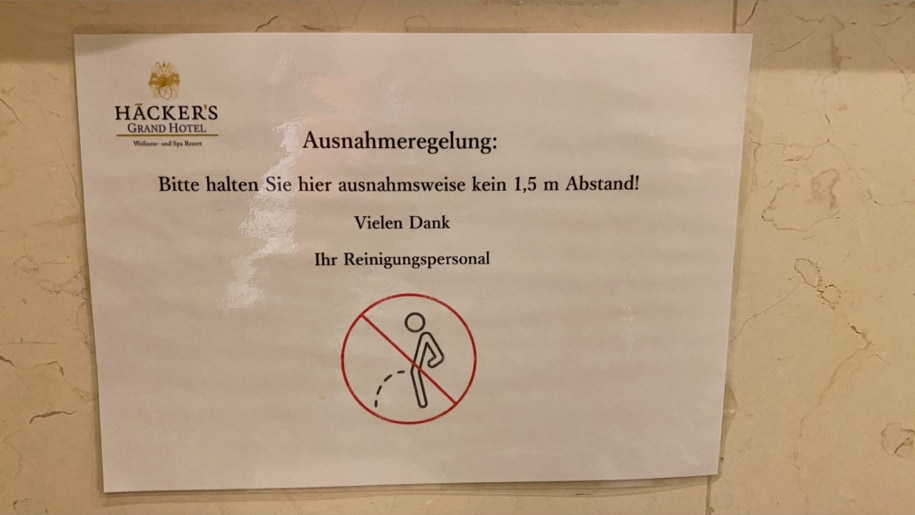 HÄCKER'S
GRAND HOTEL
Wellness- und Spa Resort
Ausnahmeregelung:
Bitte halten Sie hier ausnahmsweise kein 1,5 m Abstand!
Vielen Dank
Ihr Reinigungspersonal